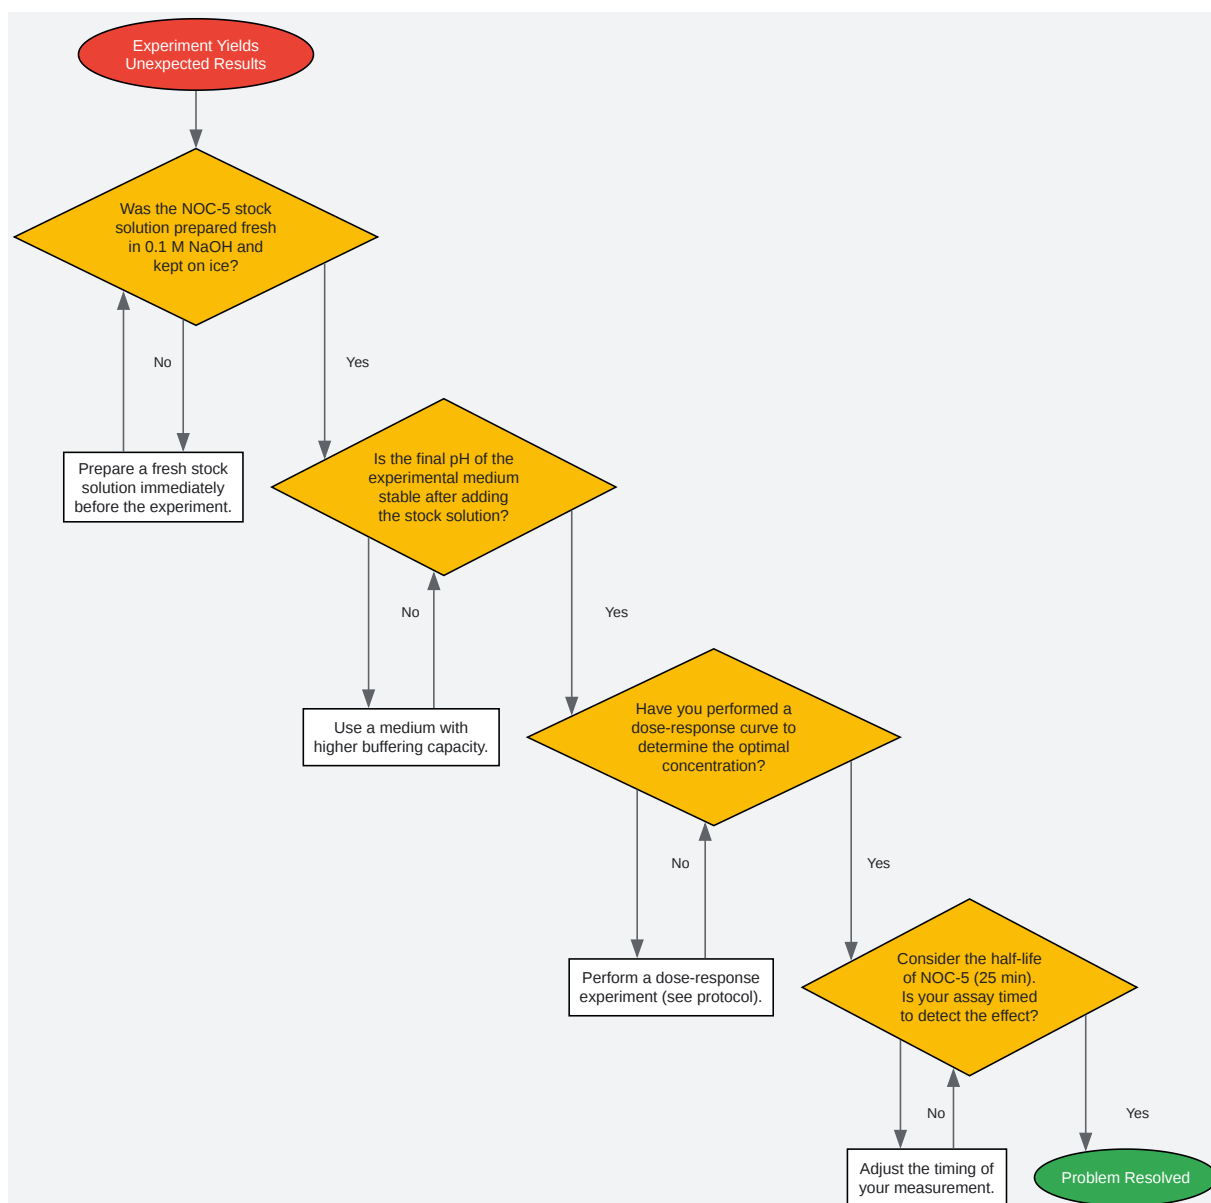 Experiment Yields
Unexpected Results
Was the NOC-5 stock
solution prepared fresh
in 0.1 M NaOH and
kept on ice?
No
Yes
Prepare a fresh stock
solution immediately
before the experiment.
Is the final pH of the
experimental medium
stable after adding
the stock solution?
No
Yes
Use a medium with
higher buffering capacity.
Have you performed a
dose-response curve to
determine the optimal
concentration?
No
Yes
Perform a dose-response
experiment (see protocol).
Consider the half-life
of NOC-5 (25 min).
Is your assay timed
to detect the effect?
No
Yes
Adjust the timing of
your measurement.
Problem Resolved